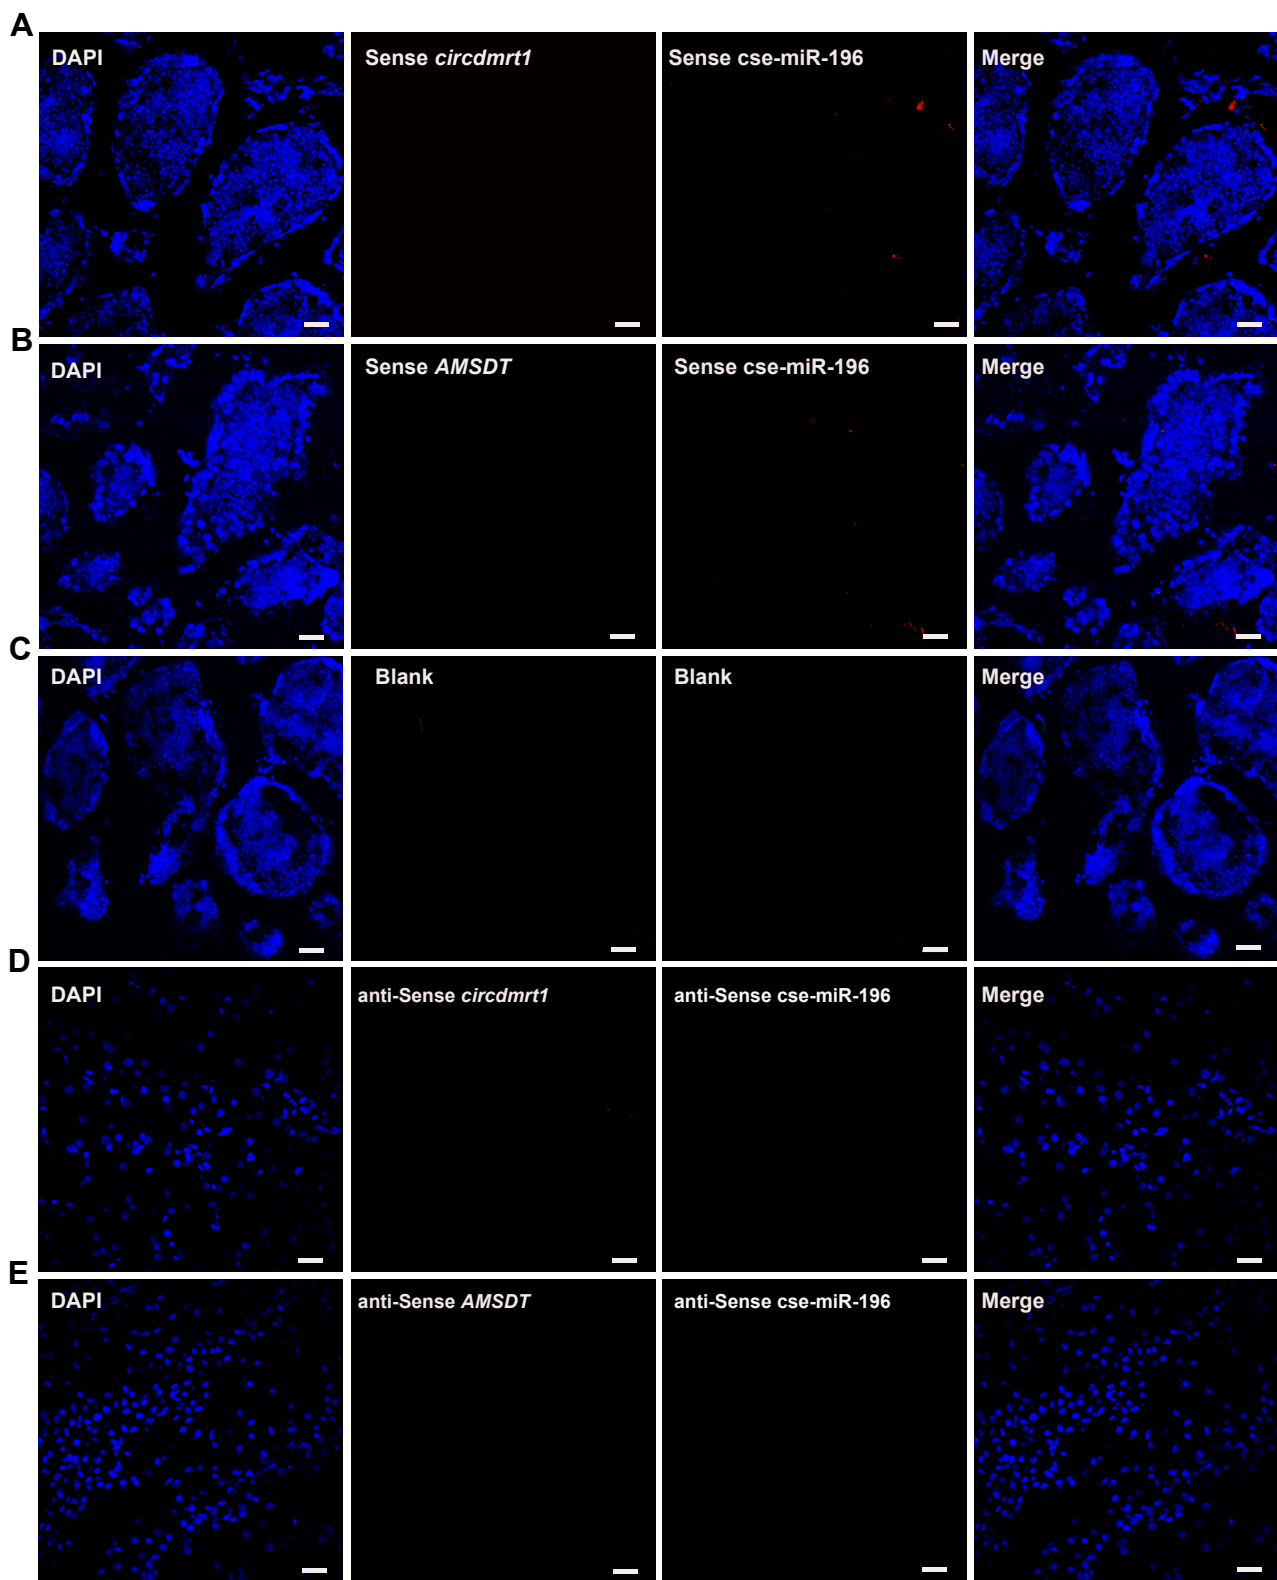 A
DAPI
Sense circdmrt1
Sense cse-miR-196
Merge
B
DAPI
Sense AMSDT
Sense cse-miR-196
Merge
C
DAPI
Blank
Blank
Merge
D
DAPI
anti-Sense circdmrt1
anti-Sense cse-miR-196
Merge
E
DAPI
anti-Sense AMSDT
anti-Sense cse-miR-196
Merge